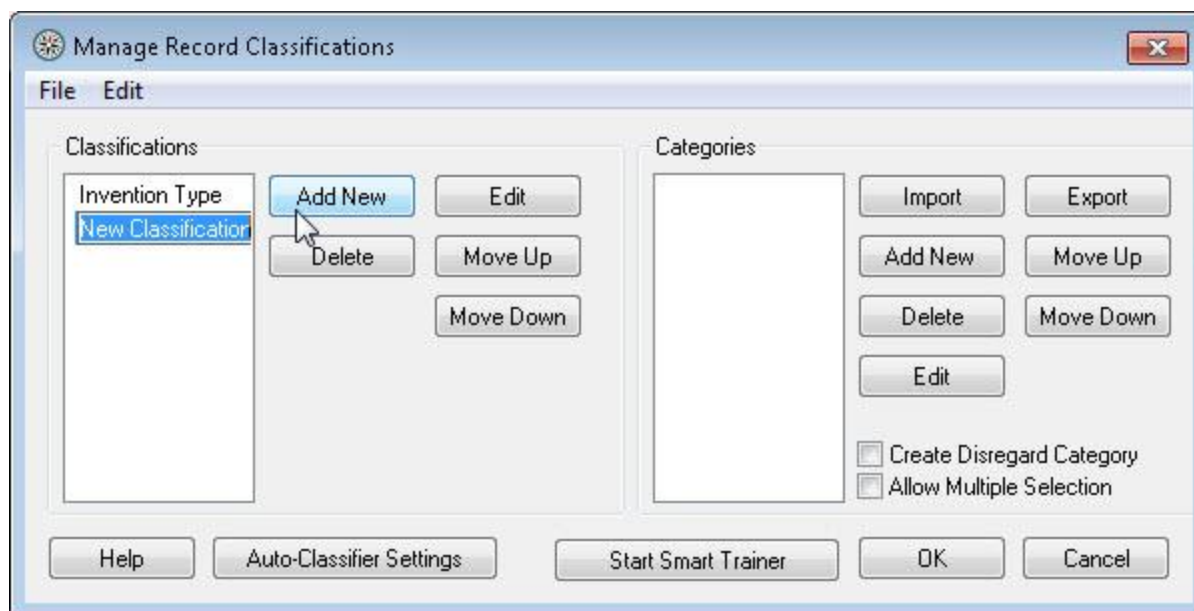 Manage Record Classifications
File Edit
Classifications
Invention Type
New Classification
Add New
Edit
Delete
Move Up
Move Down
Categories
Import
Export
Add New
Move Up
Delete
Move Down
Edit
Create Disregard Category
Allow Multiple Selection
Help
Auto-Classifier Settings
Start Smart Trainer
OK
Cancel